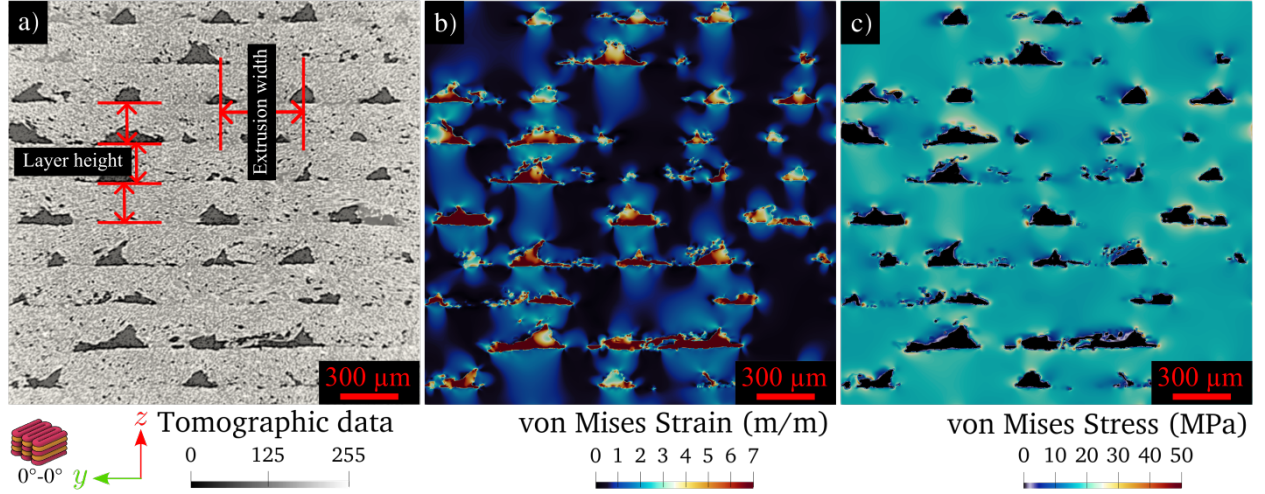 a)
b)
c)
Extrusion width
Layer height
300 µm
300 µm
300 µm
0°-0°
z
y
Tomographic data
0 125 255
von Mises Strain (m/m)
0 1 2 3 4 5 6 7
von Mises Stress (MPa)
0 10 20 30 40 50